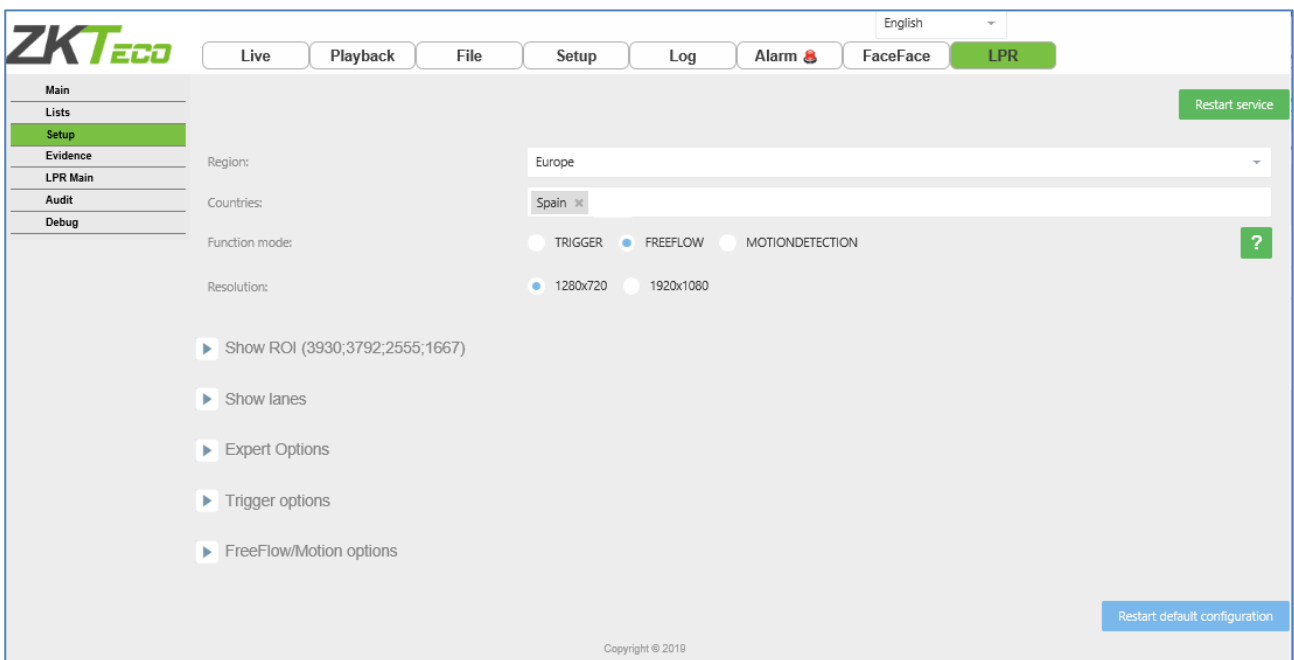 English
ZKTeco
Live Playback File Setup Log Alarm FaceFace LPR
Main
Restart service
Lists
Setup
Evidence
Region: Europe
LPR Main
Audit
Countries: Spain
Debug
Function mode: TRIGGER FREEFLOW MOTIONDETECTION ?
Resolution: 1280x720 1920x1080
Show ROI (3930;3792;2555;1667)
Show lanes
Expert Options
Trigger options
FreeFlow/Motion options
Restart default configuration
Copyright © 2019